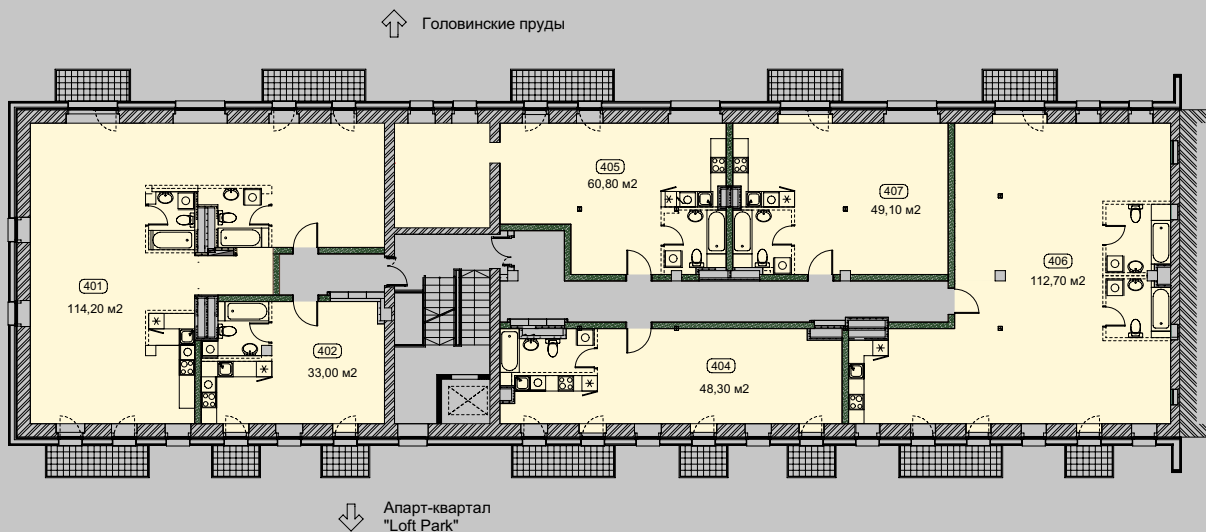 Головинские пруды
405
60,80 м2
407
49,10 м2
401
114,20 м2
406
112,70 м2
402
33,00 м2
404
48,30 м2
Апарт-квартал
"Loft Park"